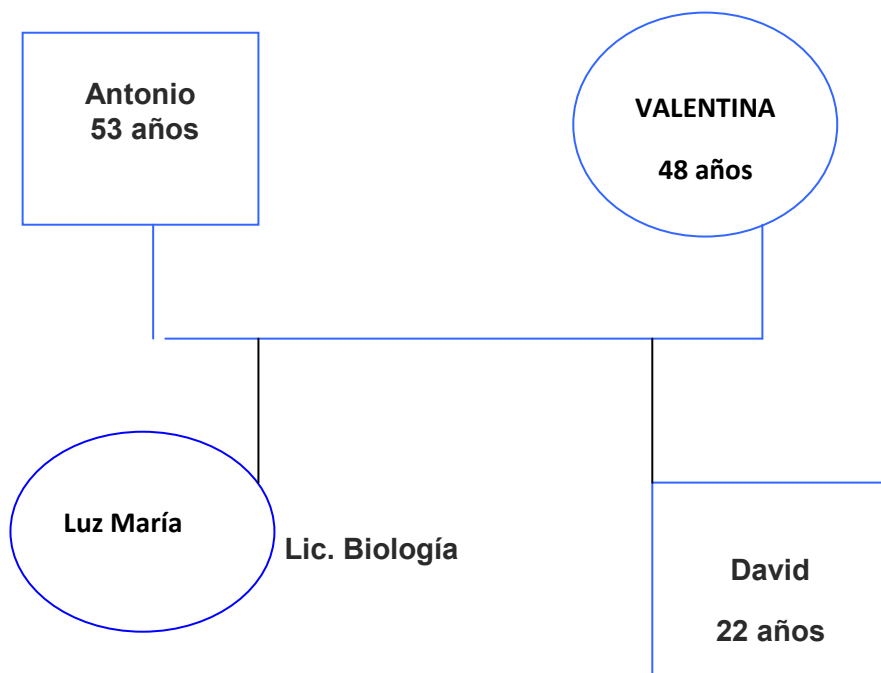 Antonio
53 años
VALENTINA
48 años
Luz María
Lic. Biología
David
22 años